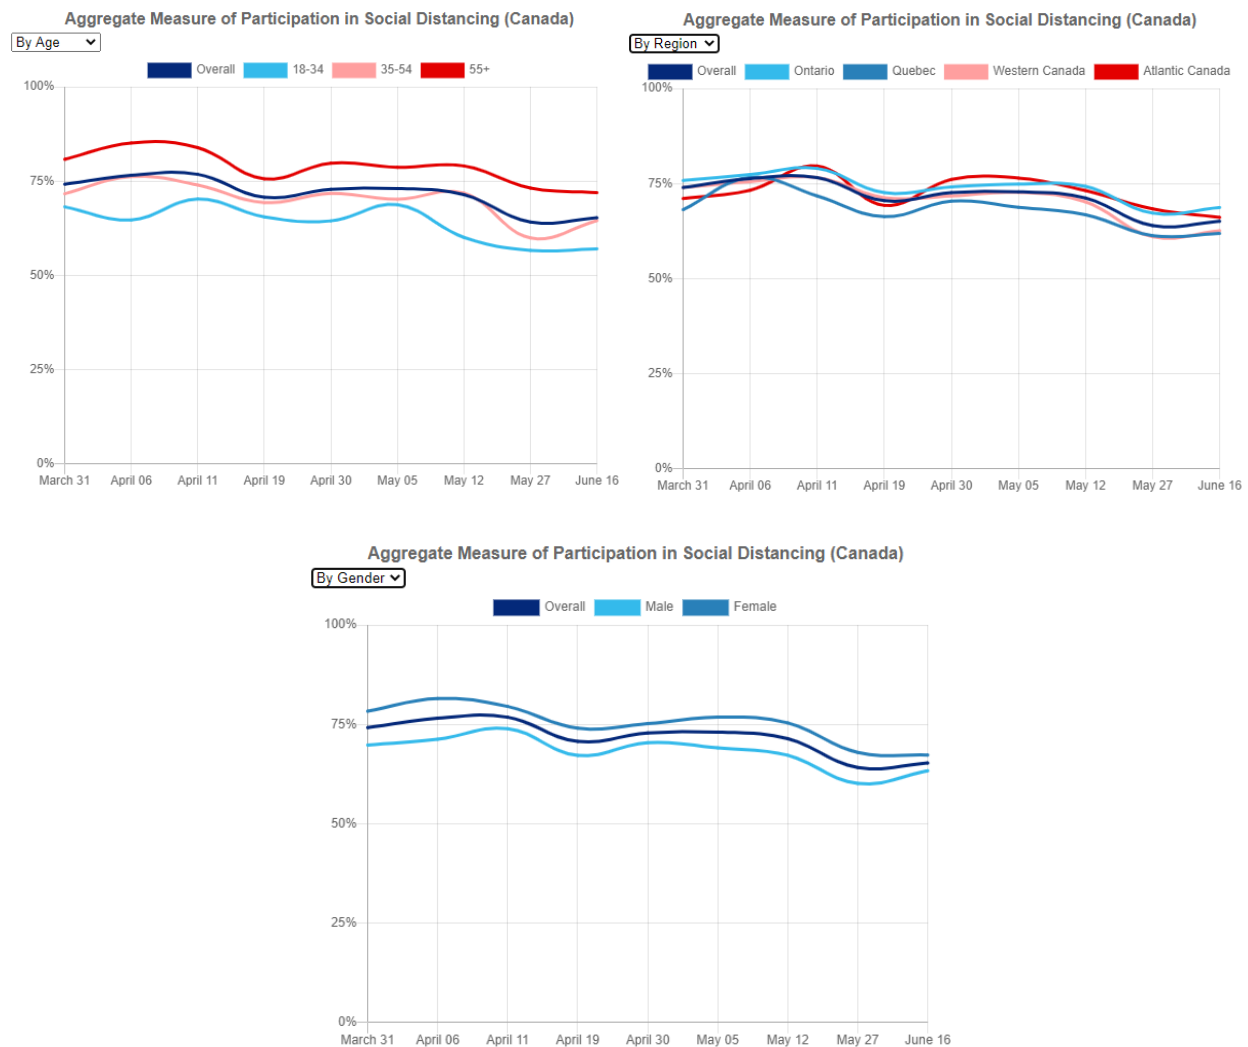 Aggregate Measure of Participation in Social Distancing (Canada)
By Age
Overall 18-34 35-54 55+
100%
75%
50%
25%
0%
March 31 April 06 April 11 April 19 April 30 May 05 May 12 May 27 June 16
Aggregate Measure of Participation in Social Distancing (Canada)
By Region
Overall Ontario Quebec Western Canada Atlantic Canada
100%
75%
50%
25%
0%
March 31 April 06 April 11 April 19 April 30 May 05 May 12 May 27 June 16
Aggregate Measure of Participation in Social Distancing (Canada)
By Gender
Overall Male Female
100%
75%
50%
25%
0%
March 31 April 06 April 11 April 19 April 30 May 05 May 12 May 27 June 16